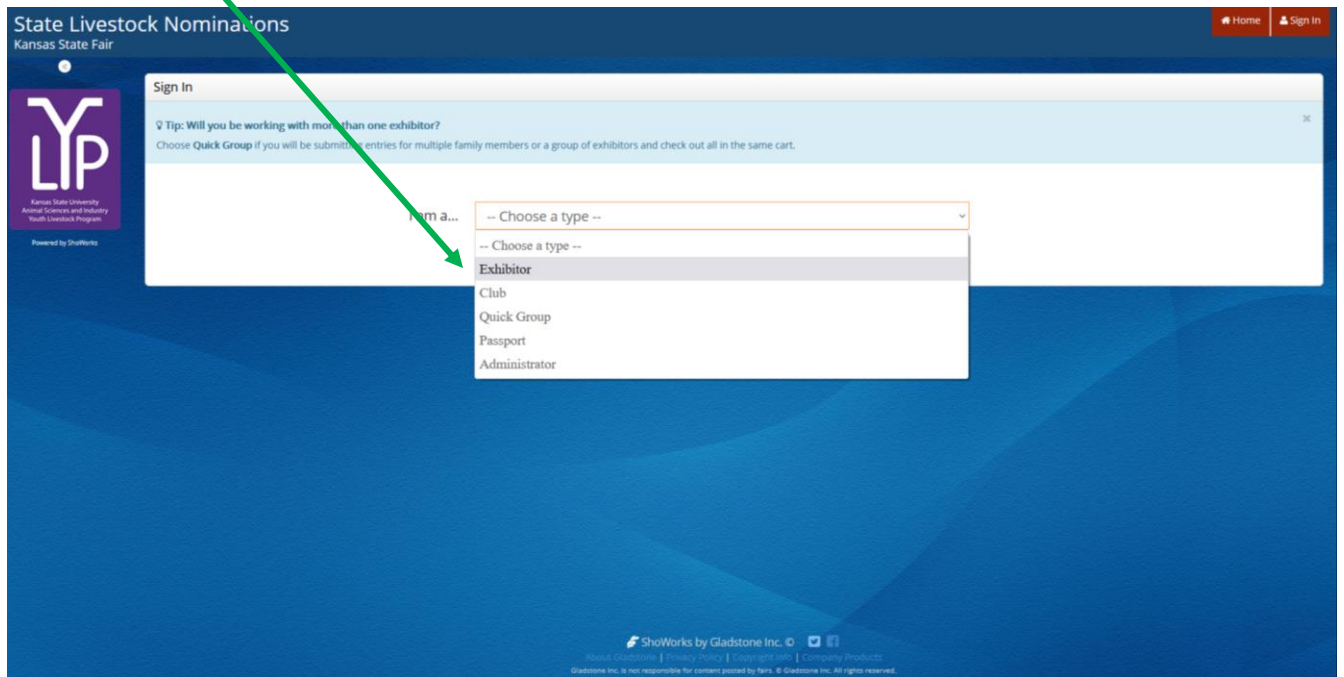 State Livestock Nominations
Kansas State Fair
Home
Sign In
YLP
Kansas State University
Animal Sciences and Industry
Youth Livestock Program
Powered by ShoWorks
Sign In
Tip: Will you be working with more than one exhibitor?
Choose Quick Group if you will be submitting entries for multiple family members or a group of exhibitors and check out all in the same cart.
I am a...
-- Choose a type --
-- Choose a type --
Exhibitor
Club
Quick Group
Passport
Administrator
ShoWorks by Gladstone Inc. ©
About Gladstone | Privacy Policy | Copyright Info | Company Products
Gladstone Inc. is not responsible for content posted by fairs. © Gladstone Inc. All rights reserved.